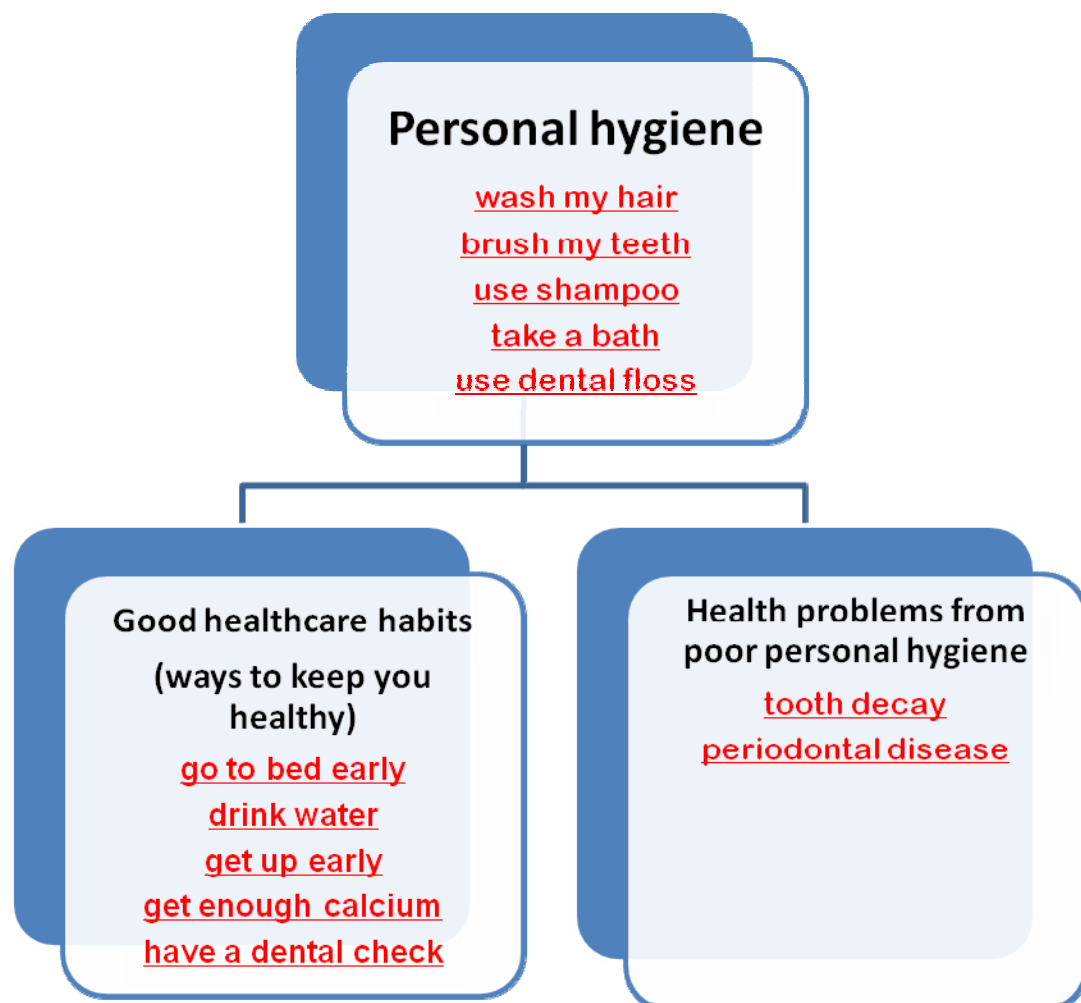 Personal hygiene
wash my hair
brush my teeth
use shampoo
take a bath
use dental floss
Good healthcare habits
(ways to keep you
healthy)
go to bed early
drink water
get up early
get enough calcium
have a dental check
Health problems from
poor personal hygiene
tooth decay
periodontal disease